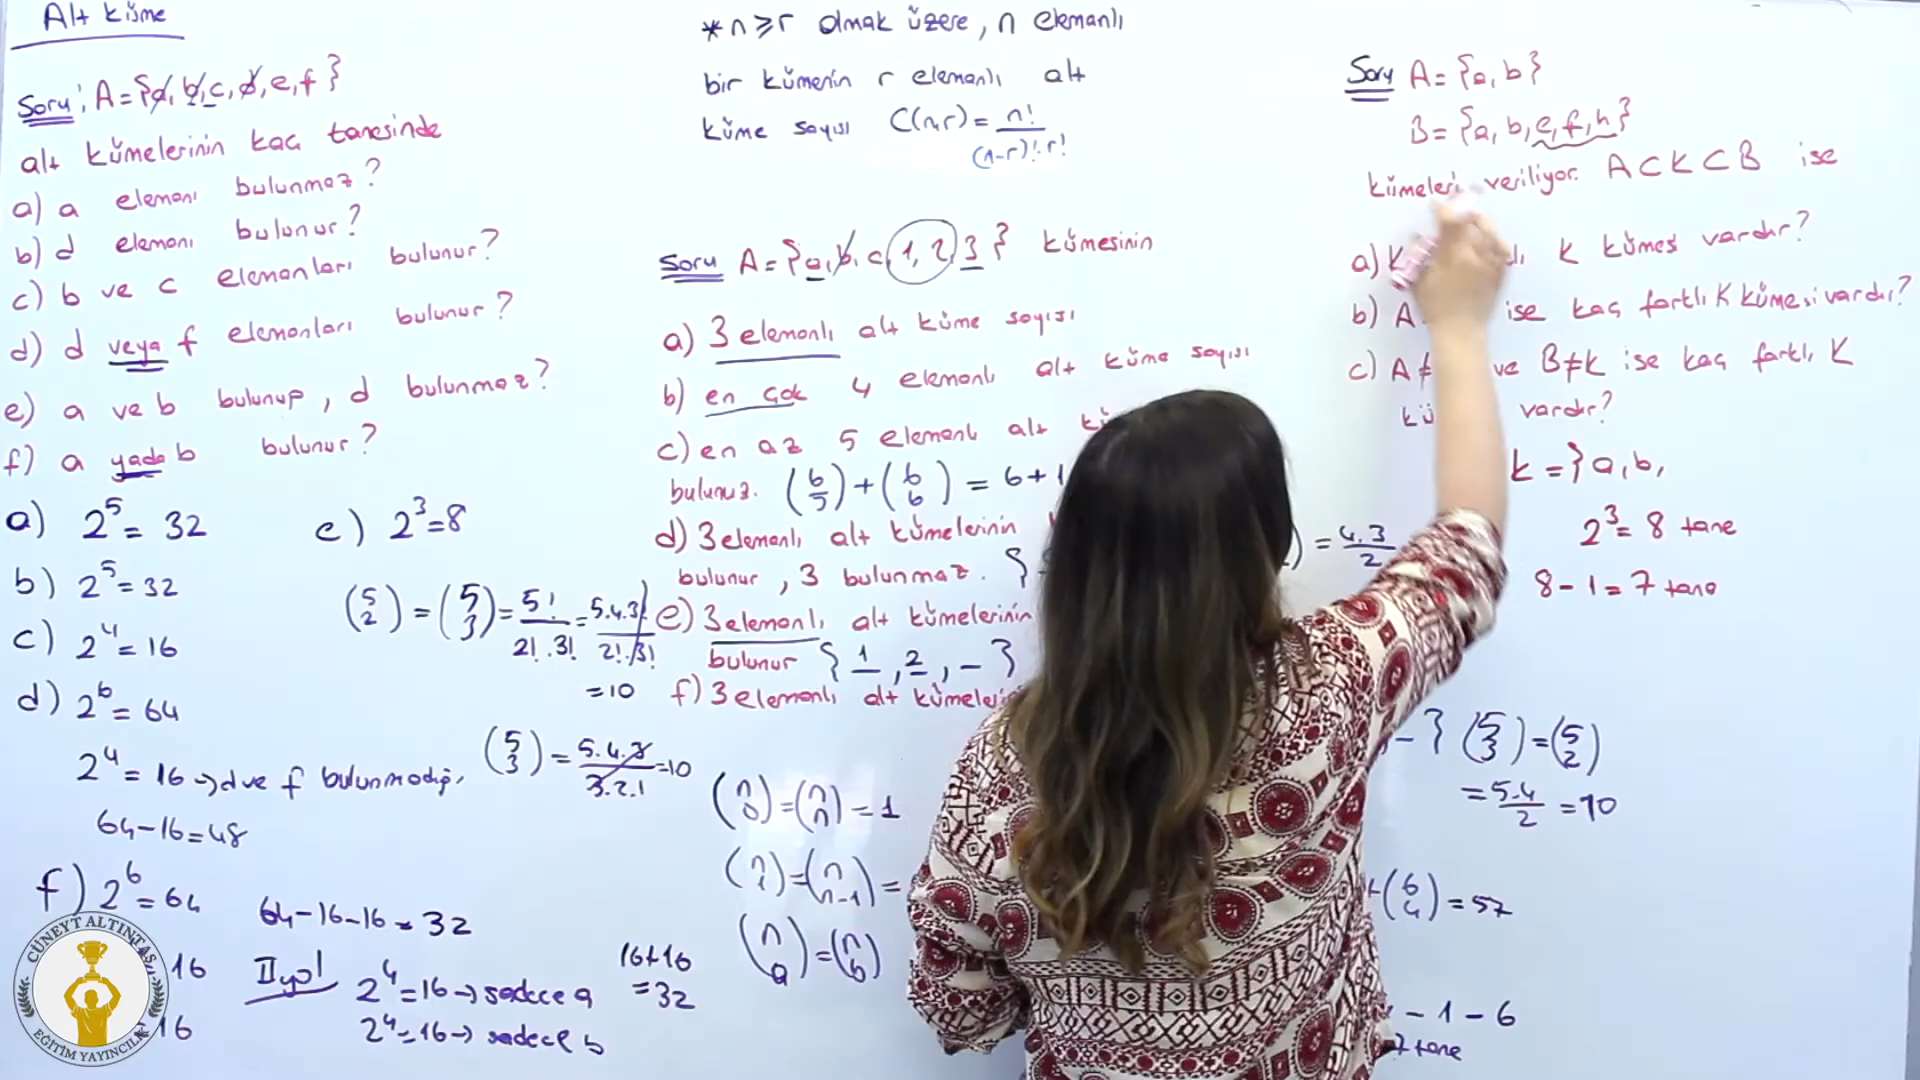 Alt küme
Soru: A={a, b, c, d, e, f}
alt kümelerinin kaç tanesinde
a) a elemanı bulunmaz?
b) d elemanı bulunur?
c) b ve c elemanları bulunur?
d) d veya f elemanları bulunur?
e) a ve b bulunup, d bulunmaz?
f) a yada b bulunur?
a) 2⁵ = 32
b) 2⁵ = 32
c) 2⁴ = 16
d) 2⁶ = 64
2⁴ = 16 → d ve f bulunmadığı,
64-16=48
f) 2⁶ = 64
64-16-16=32
16
16
II.yol
2⁴=16 → sadece a
2⁴=16 → sadece b
16+16
=32
e) 2³=8
(5 2) = (5 3) = 5!/2!.3! = 5.4.3!/2!.3!
=10
(5 3) = 5.4.3/3.2.1 =10
*n≥r olmak üzere, n elemanlı
bir kümenin r elemanlı alt
küme sayısı C(n,r)= n!/(n-r)!.r!
Soru A={a, b, c, 1, 2, 3} kümesinin
a) 3 elemanlı alt küme sayısı
b) en çok 4 elemanlı alt küme sayısı
c) en az 5 elemanlı alt
bulunuz. (6 5)+(6 6) = 6+1
d) 3 elemanlı alt kümelerinin
bulunur, 3 bulunmaz.
= 4.3/2
e) 3 elemanlı alt kümelerinin
bulunur {1, 2, -}
f) 3 elemanlı alt
- } (5 3)=(5 2)
= 5.4/2 =10
(n 0)=(n n)=1
(n 1)=(n n-1)=
(n a)=(n b)
+(6 4)=57
- 1 - 6
7 tane
Soru A={a, b}
B={a, b, e, f, h}
kümeleri veriliyor. A⊂K⊂B ise
a) K kümesi vardır?
b) A ise kaç farklı K kümesi vardır?
c) A≠ ve B≠K ise kaç farklı K
vardır?
K={a, b,
2³= 8 tane
8-1=7 tane
CÜNEYT ALTINTAŞ
EĞİTİM YAYINCILIK